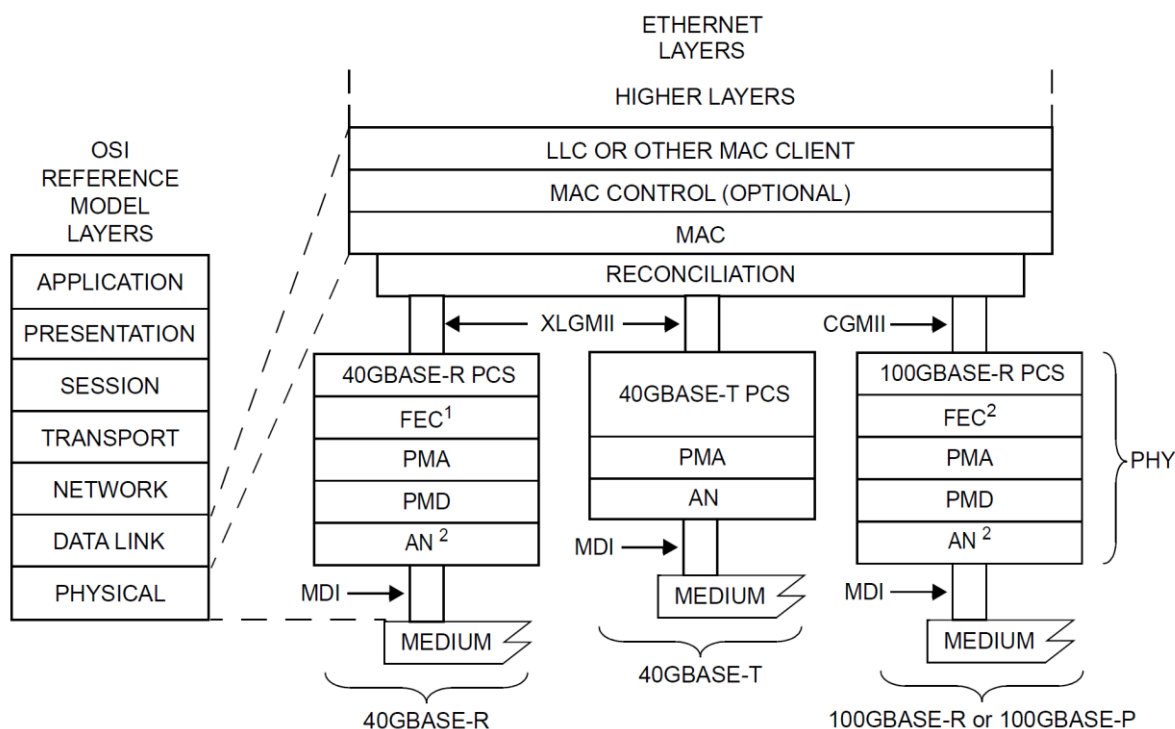 ETHERNET
LAYERS
HIGHER LAYERS
OSI
REFERENCE
MODEL
LAYERS
LLC OR OTHER MAC CLIENT
MAC CONTROL (OPTIONAL)
MAC
RECONCILIATION
APPLICATION
PRESENTATION
SESSION
TRANSPORT
NETWORK
DATA LINK
PHYSICAL
XLGMII
CGMII
40GBASE-R PCS
FEC1
PMA
PMD
AN 2
MDI
MEDIUM
40GBASE-R
40GBASE-T PCS
PMA
AN
MDI
MEDIUM
40GBASE-T
100GBASE-R PCS
FEC2
PMA
PMD
AN 2
PHY
MDI
MEDIUM
100GBASE-R or 100GBASE-P